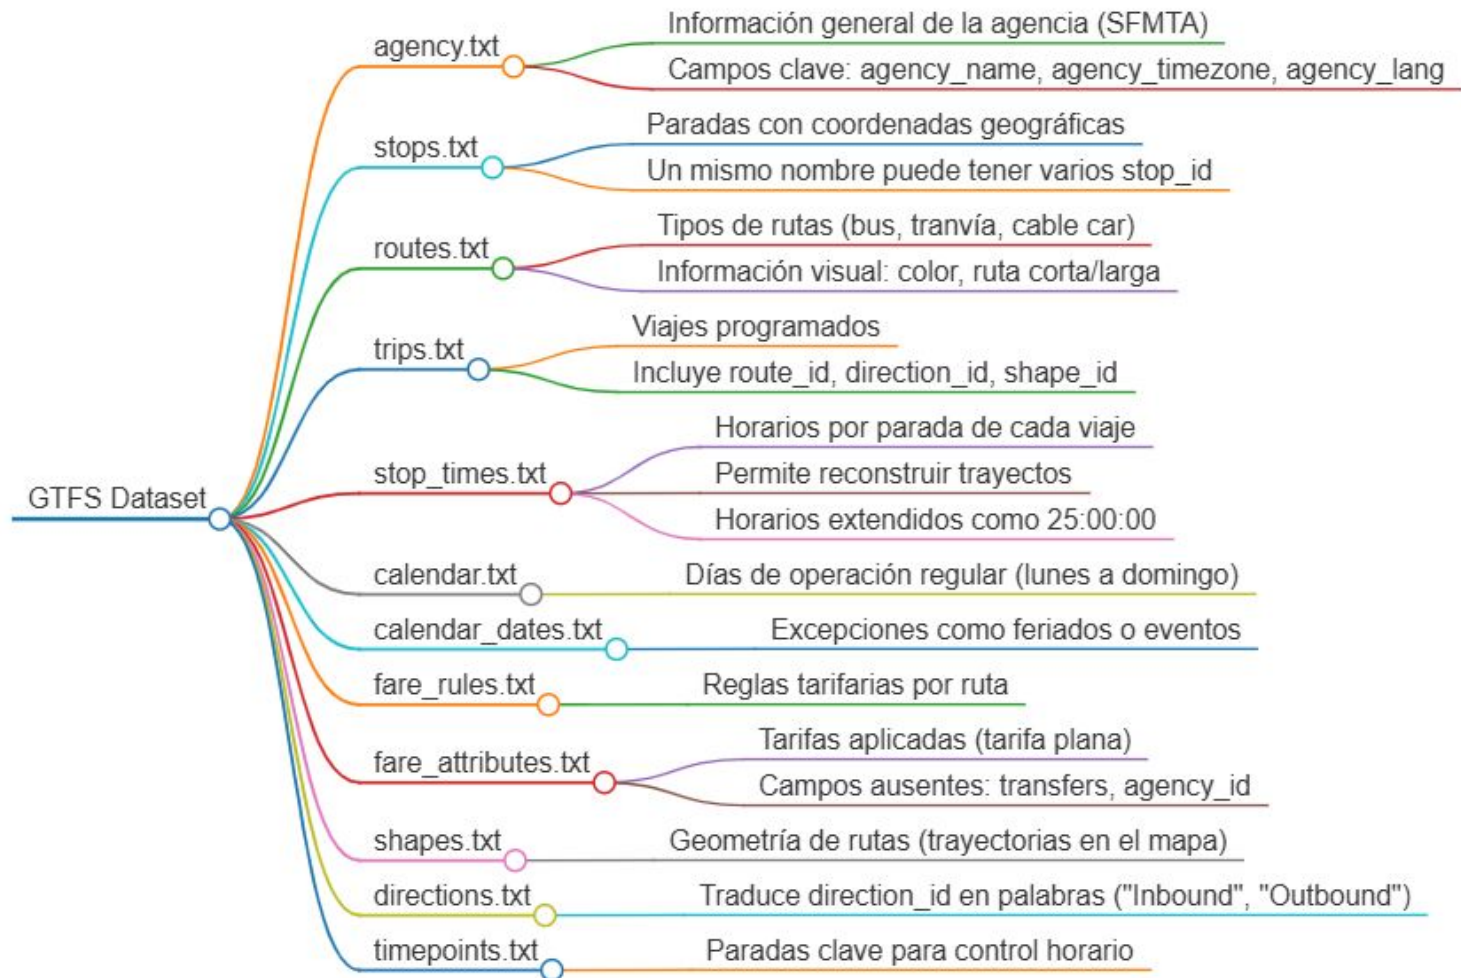 GTFS Dataset
agency.txt
Información general de la agencia (SFMTA)
Campos clave: agency_name, agency_timezone, agency_lang
stops.txt
Paradas con coordenadas geográficas
Un mismo nombre puede tener varios stop_id
routes.txt
Tipos de rutas (bus, tranvía, cable car)
Información visual: color, ruta corta/larga
trips.txt
Viajes programados
Incluye route_id, direction_id, shape_id
stop_times.txt
Horarios por parada de cada viaje
Permite reconstruir trayectos
Horarios extendidos como 25:00:00
calendar.txt
Días de operación regular (lunes a domingo)
calendar_dates.txt
Excepciones como feriados o eventos
fare_rules.txt
Reglas tarifarias por ruta
fare_attributes.txt
Tarifas aplicadas (tarifa plana)
Campos ausentes: transfers, agency_id
shapes.txt
Geometría de rutas (trayectorias en el mapa)
directions.txt
Traduce direction_id en palabras ("Inbound", "Outbound")
timepoints.txt
Paradas clave para control horario